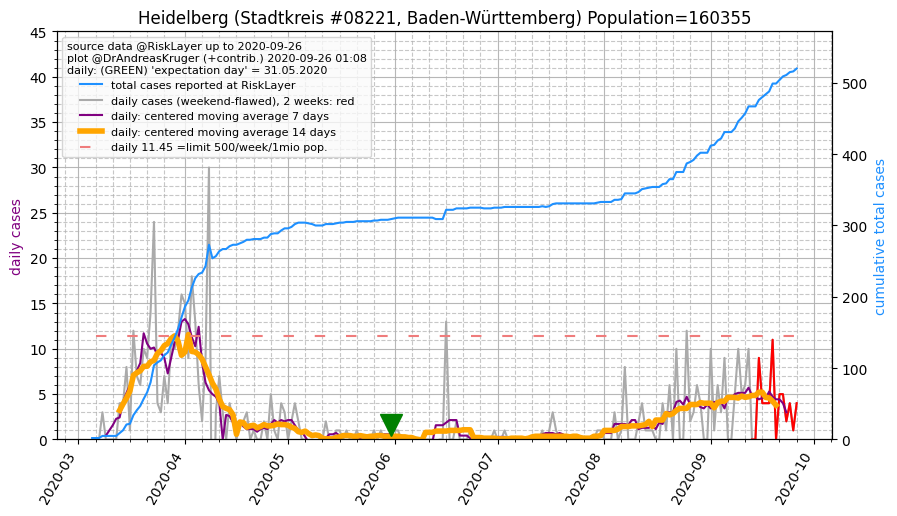 Heidelberg (Stadtkreis #08221, Baden-Württemberg) Population=160355
source data @RiskLayer up to 2020-09-26
plot @DrAndreasKruger (+contrib.) 2020-09-26 01:08
daily: (GREEN) 'expectation day' = 31.05.2020
total cases reported at RiskLayer
daily cases (weekend-flawed), 2 weeks: red
daily: centered moving average 7 days
daily: centered moving average 14 days
daily 11.45 =limit 500/week/1mio pop.
daily cases
45
40
35
30
25
20
15
10
5
0
cumulative total cases
500
400
300
200
100
0
2020-03
2020-04
2020-05
2020-06
2020-07
2020-08
2020-09
2020-10